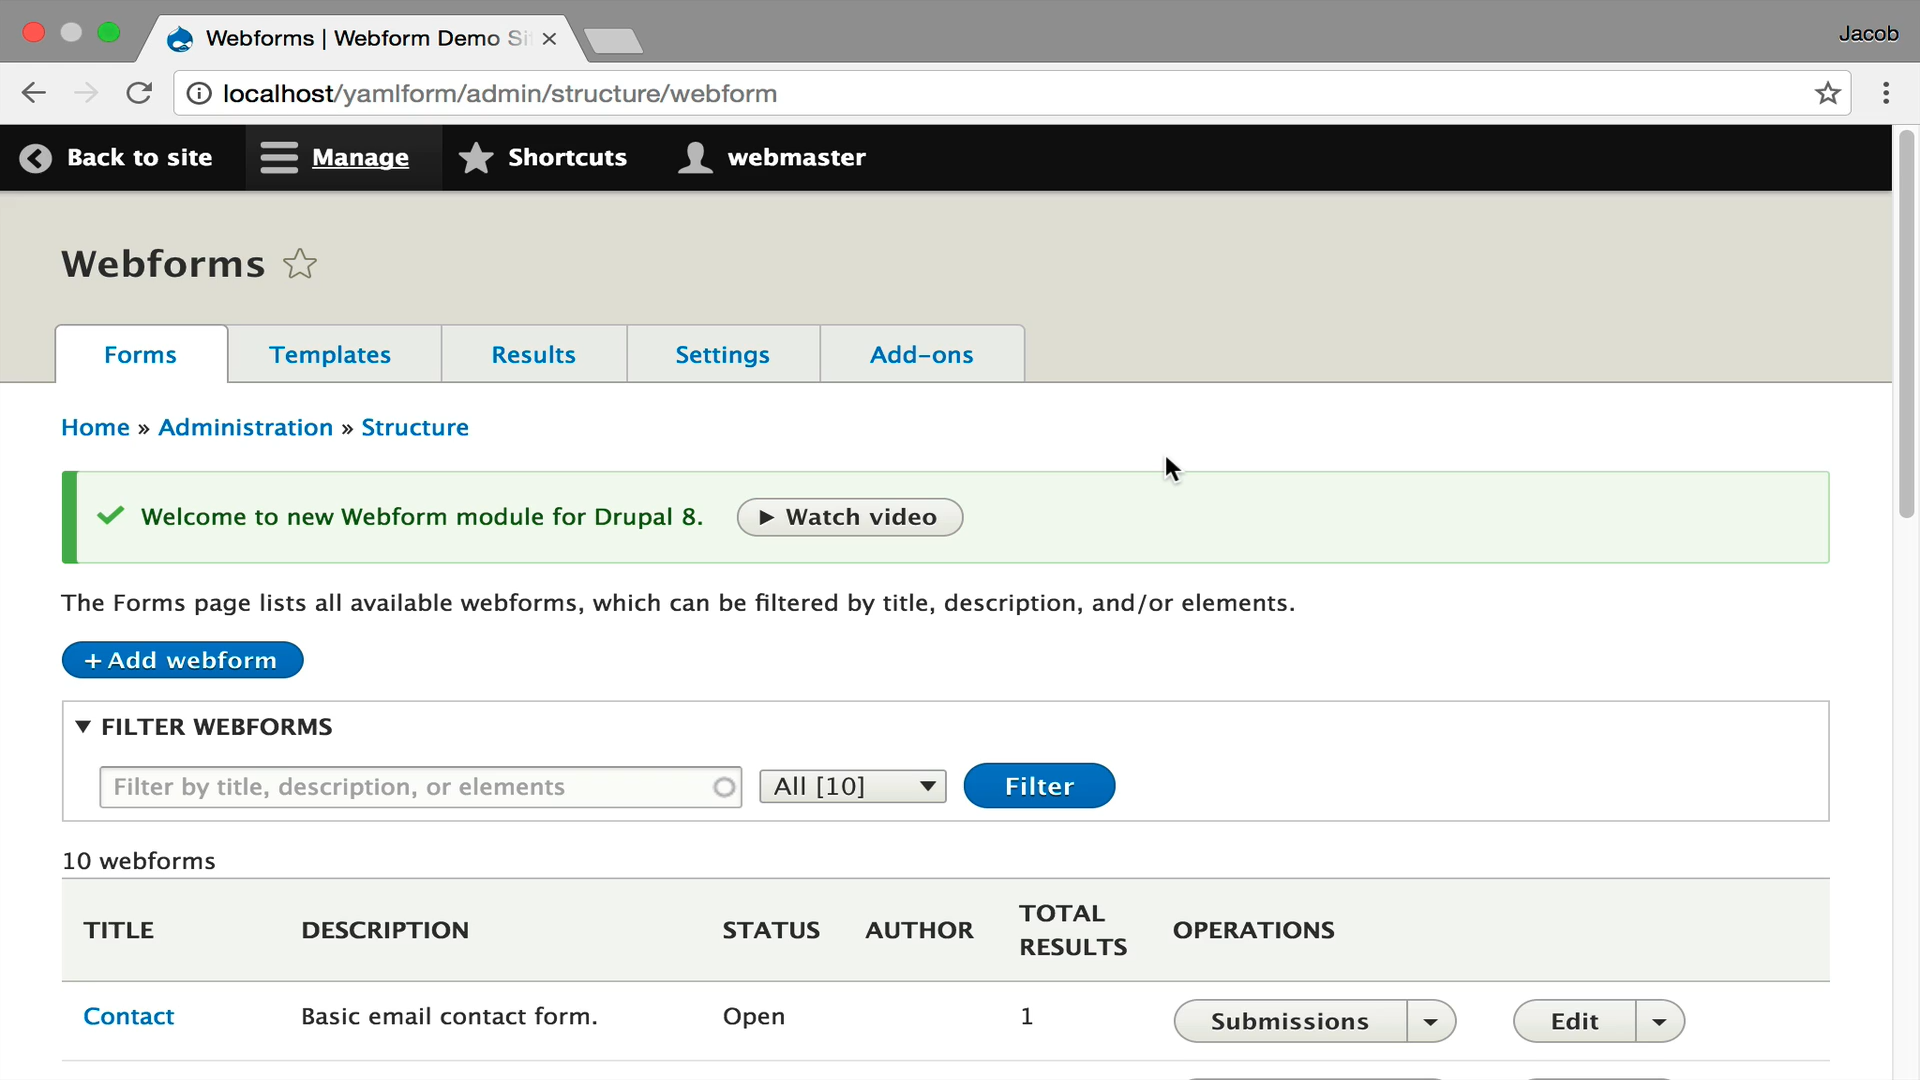 Webforms | Webform Demo Si
Jacob
localhost/yamlform/admin/structure/webform
Back to site
Manage
Shortcuts
webmaster
Webforms
Forms
Templates
Results
Settings
Add-ons
Home » Administration » Structure
Welcome to new Webform module for Drupal 8.
Watch video
The Forms page lists all available webforms, which can be filtered by title, description, and/or elements.
+ Add webform
FILTER WEBFORMS
Filter by title, description, or elements
All [10]
Filter
10 webforms
TITLE
DESCRIPTION
STATUS
AUTHOR
TOTAL
RESULTS
OPERATIONS
Contact
Basic email contact form.
Open
1
Submissions
Edit